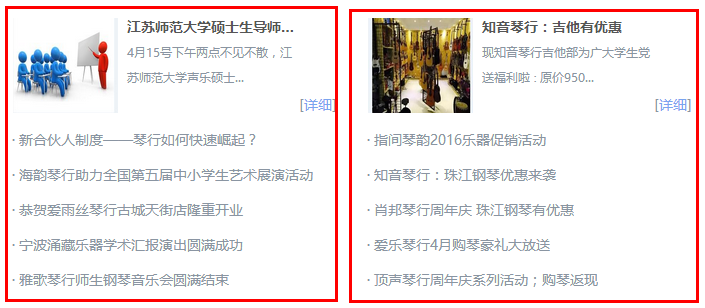 江苏师范大学硕士生导师...
4月15号下午两点不见不散，江
苏师范大学声乐硕士...
[详细]
· 新合伙人制度——琴行如何快速崛起？
· 海韵琴行助力全国第五届中小学生艺术展演活动
· 恭贺爱雨丝琴行古城天街店隆重开业
· 宁波涌藏乐器学术汇报演出圆满成功
· 雅歌琴行师生钢琴音乐会圆满结束
知音琴行：吉他有优惠
现知音琴行吉他部为广大学生党
送福利啦：原价950...
[详细]
· 指间琴韵2016乐器促销活动
· 知音琴行：珠江钢琴优惠来袭
· 肖邦琴行周年庆 珠江钢琴有优惠
· 爱乐琴行4月购琴豪礼大放送
· 顶声琴行周年庆系列活动；购琴返现